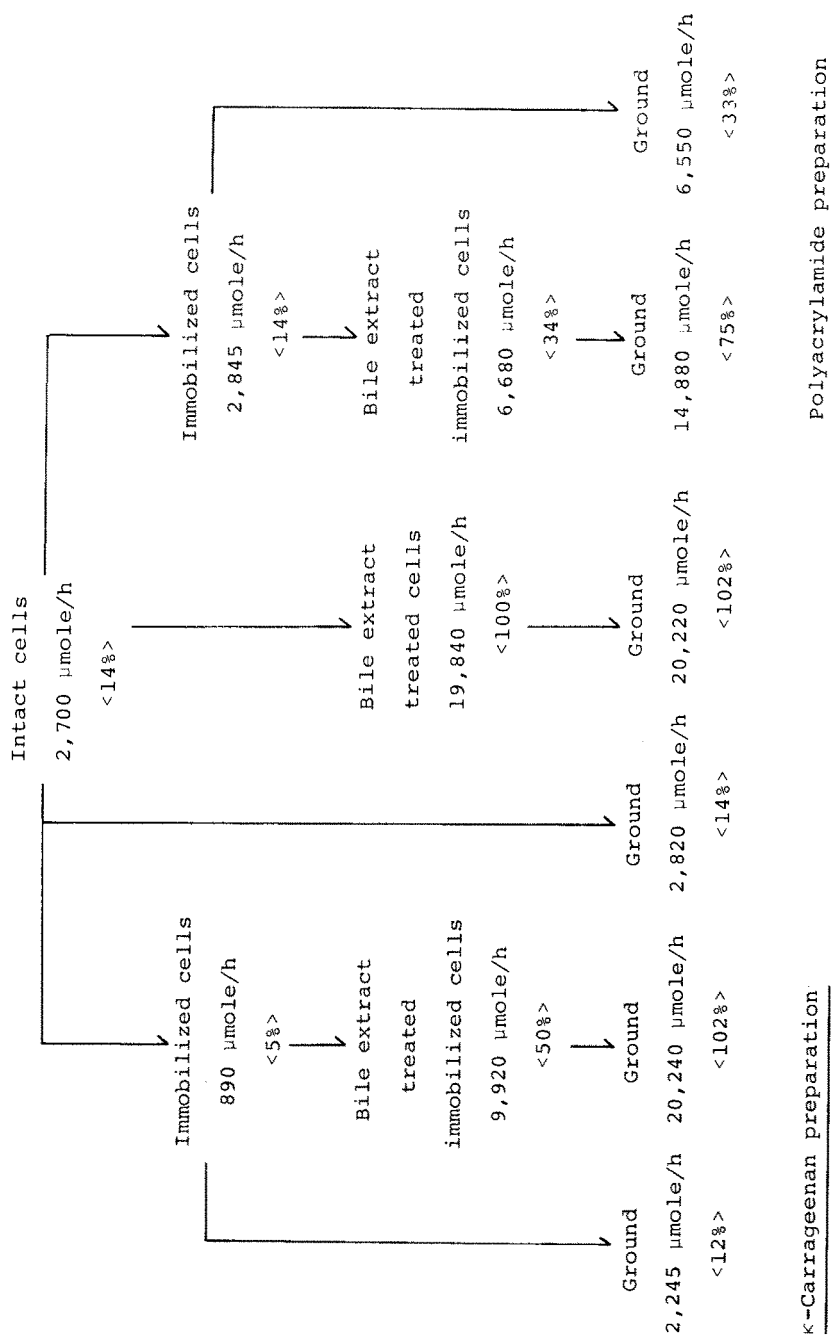 Intact cells
2,700 μmole/h
<14%>
Immobilized cells
890 μmole/h
<5%>
Bile extract
treated
immobilized cells
9,920 μmole/h
<50%>
Ground
2,245 μmole/h
<12%>
Ground
20,240 μmole/h
<102%>
Ground
2,820 μmole/h
<14%>
Bile extract
treated cells
19,840 μmole/h
<100%>
Ground
20,220 μmole/h
<102%>
Immobilized cells
2,845 μmole/h
<14%>
Bile extract
treated
immobilized cells
6,680 μmole/h
<34%>
Ground
14,880 μmole/h
<75%>
Ground
6,550 μmole/h
<33%>
κ-Carrageenan preparation
Polyacrylamide preparation